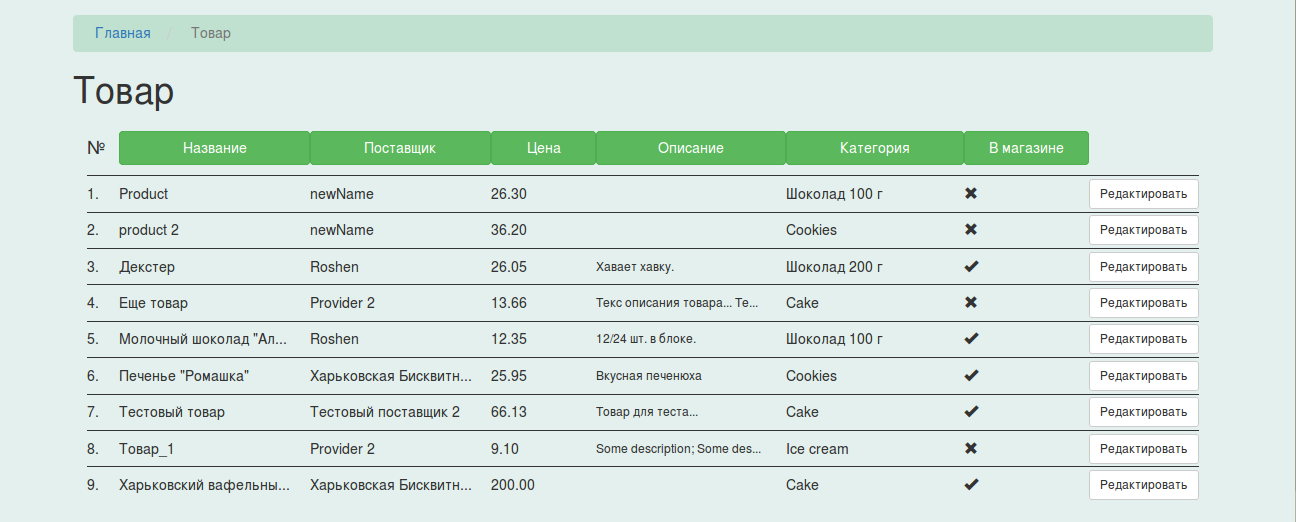 Главная / Товар
Товар
№ Название Поставщик Цена Описание Категория В магазине
1. Product newName 26.30 Шоколад 100 г ✖ Редактировать
2. product 2 newName 36.20 Cookies ✖ Редактировать
3. Декстер Roshen 26.05 Хавает хавку. Шоколад 200 г ✔ Редактировать
4. Еще товар Provider 2 13.66 Текс описания товара... Те... Cake ✖ Редактировать
5. Молочный шоколад "Ал... Roshen 12.35 12/24 шт. в блоке. Шоколад 100 г ✔ Редактировать
6. Печенье "Ромашка" Харьковская Бисквитн... 25.95 Вкусная печенюха Cookies ✔ Редактировать
7. Тестовый товар Тестовый поставщик 2 66.13 Товар для теста... Cake ✔ Редактировать
8. Товар_1 Provider 2 9.10 Some description; Some des... Ice cream ✖ Редактировать
9. Харьковский вафельны... Харьковская Бисквитн... 200.00 Cake ✔ Редактировать